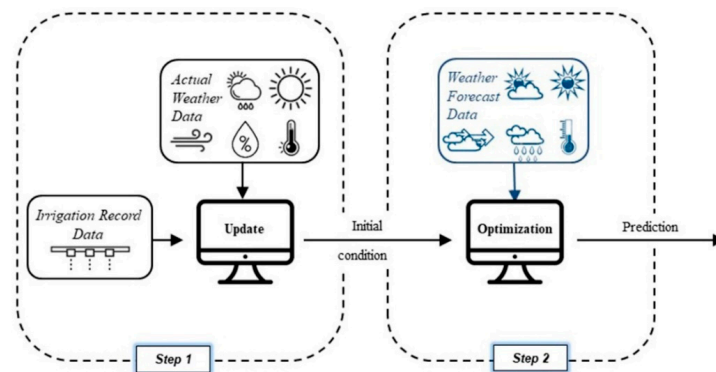 Actual
Weather
Data
%
Weather
Forecast
Data
Irrigation Record
Data
Update
Initial
condition
Optimization
Prediction
Step 1
Step 2